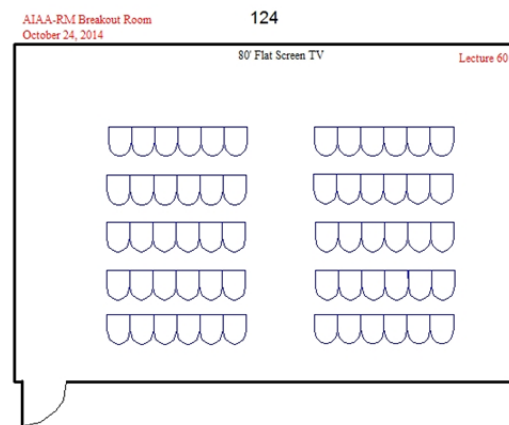 AIAA-RM Breakout Room
124
October 24, 2014
80' Flat Screen TV
Lecture 60